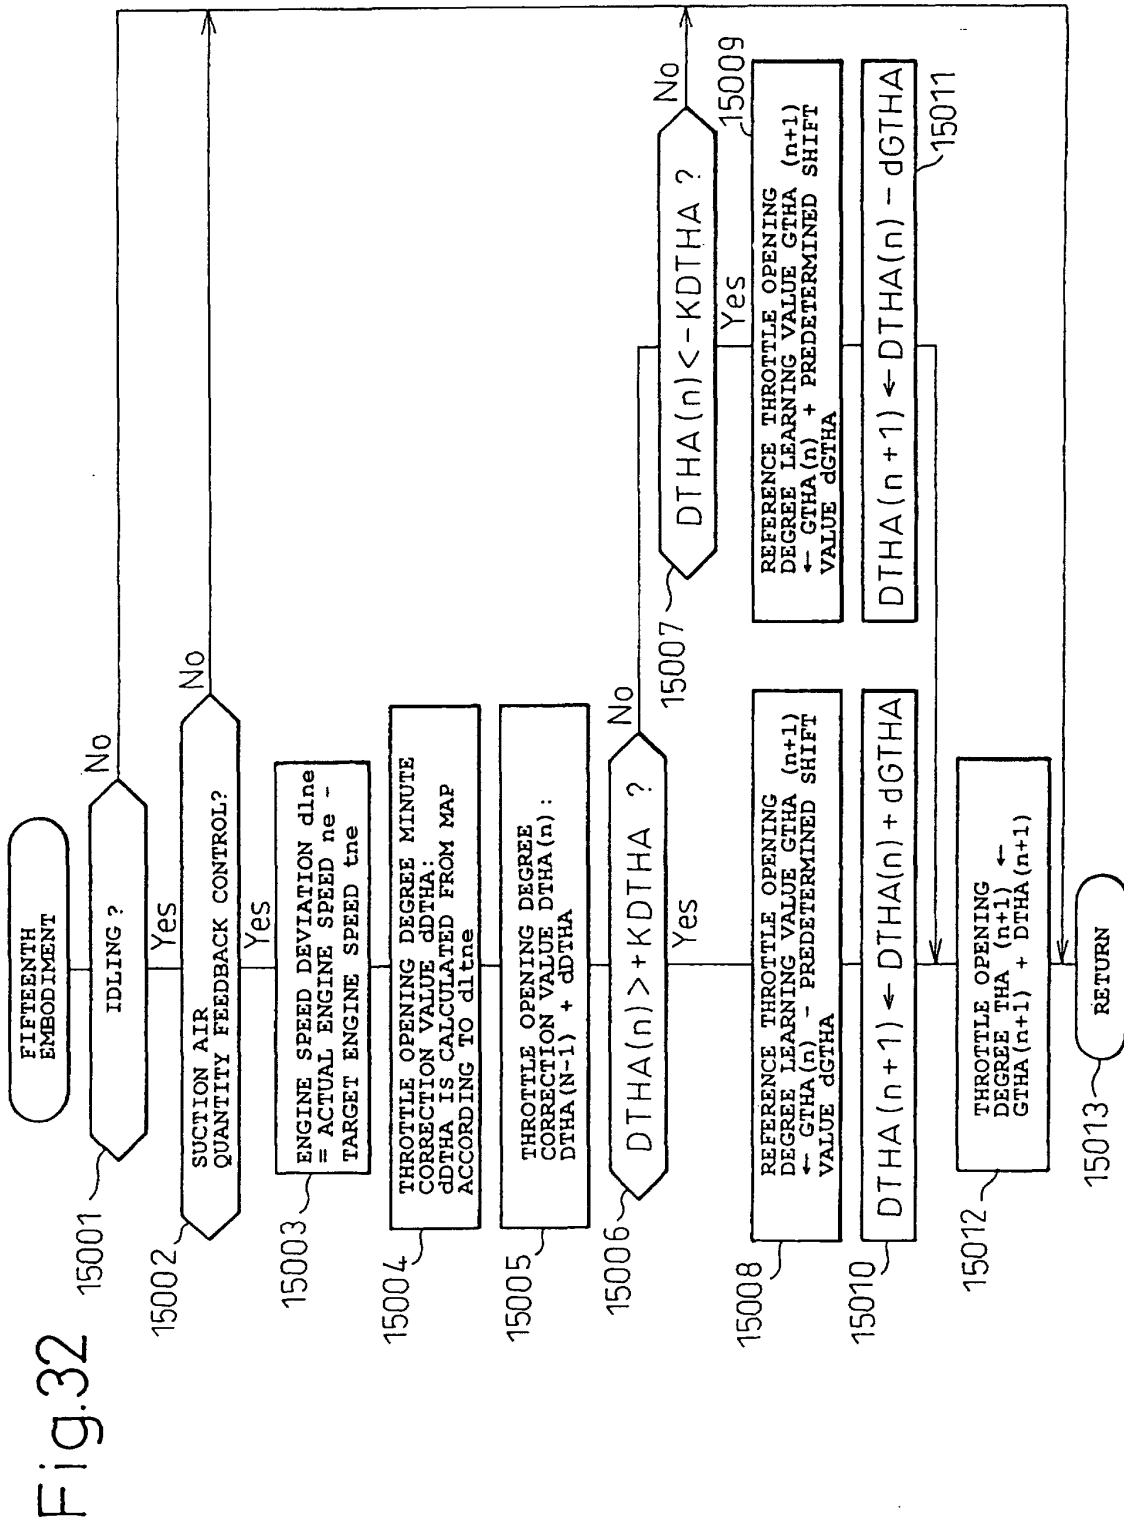 Fig.32
FIFTEENTH
EMBODIMENT
15001
IDLING ?
No
Yes
15002
SUCTION AIR
QUANTITY FEEDBACK CONTROL?
No
Yes
15003
ENGINE SPEED DEVIATION dlne
= ACTUAL ENGINE SPEED ne -
TARGET ENGINE SPEED tne
15004
THROTTLE OPENING DEGREE MINUTE
CORRECTION VALUE dDTHA:
dDTHA IS CALCULATED FROM MAP
ACCORDING TO dltne
15005
THROTTLE OPENING DEGREE
CORRECTION VALUE DTHA(n):
DTHA(N-1) + dDTHA
15006
DTHA(n)>+KDTHA ?
No
Yes
15007
DTHA(n)<-KDTHA ?
No
Yes
15008
REFERENCE THROTTLE OPENING
DEGREE LEARNING VALUE GTHA (n+1)
← GTHA(n) - PREDETERMINED SHIFT
VALUE dGTHA
15009
REFERENCE THROTTLE OPENING
DEGREE LEARNING VALUE GTHA (n+1)
← GTHA(n) + PREDETERMINED SHIFT
VALUE dGTHA
15010
DTHA(n+1) ← DTHA(n)+dGTHA
15011
DTHA(n+1) ← DTHA(n)-dGTHA
15012
THROTTLE OPENING
DEGREE THA (n+1) ←
GTHA(n+1) + DTHA(n+1)
15013
RETURN